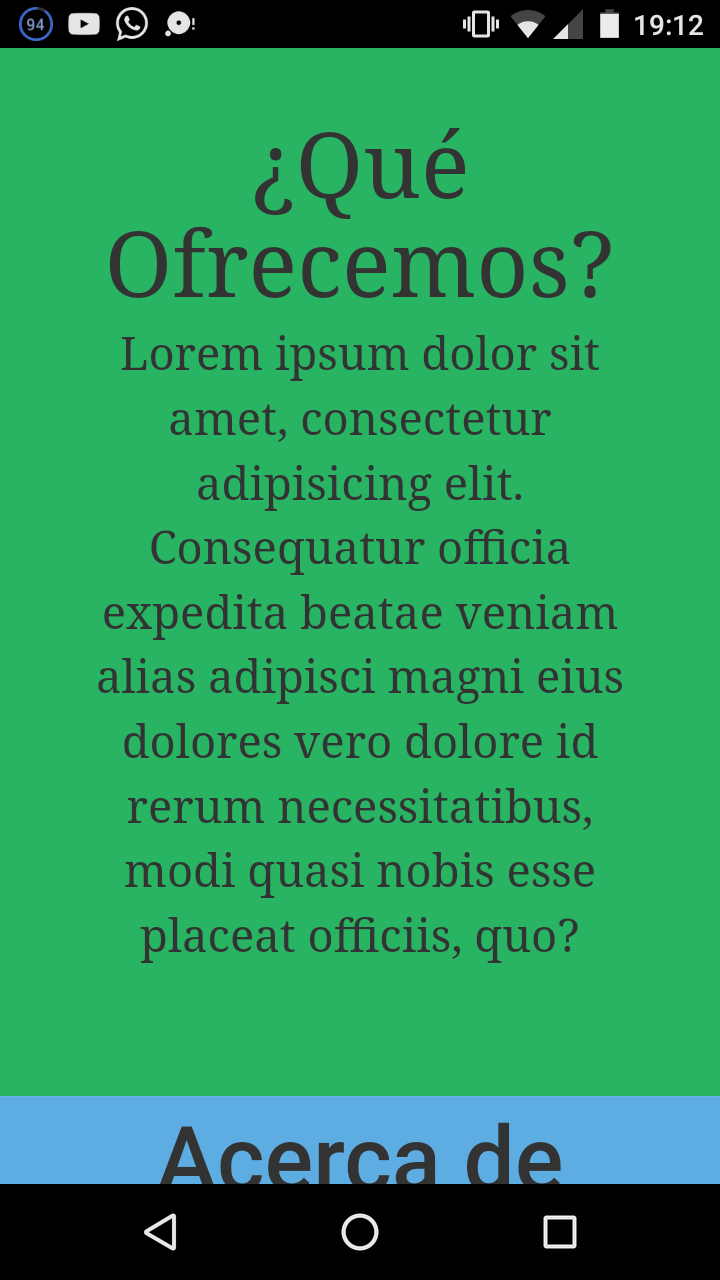 94
19:12
¿Qué
Ofrecemos?
Lorem ipsum dolor sit
amet, consectetur
adipisicing elit.
Consequatur officia
expedita beatae veniam
alias adipisci magni eius
dolores vero dolore id
rerum necessitatibus,
modi quasi nobis esse
placeat officiis, quo?
Acerca de